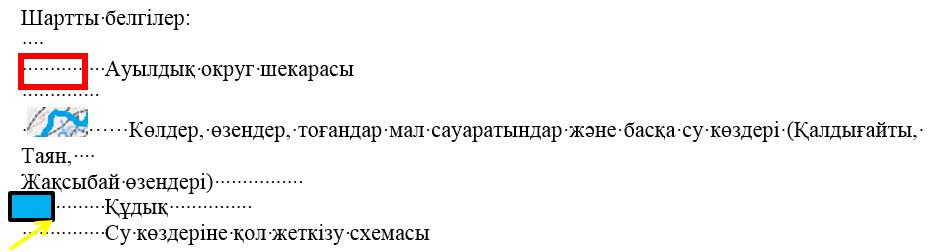 Шартты белгілер:
Ауылдық округ шекарасы
Көлдер, өзендер, тоғандар мал сауаратындар және басқа су көздері (Қалдығайты,
Таян,
Жақсыбай өзендері)
Құдық
Су көздеріне қол жеткізу схемасы